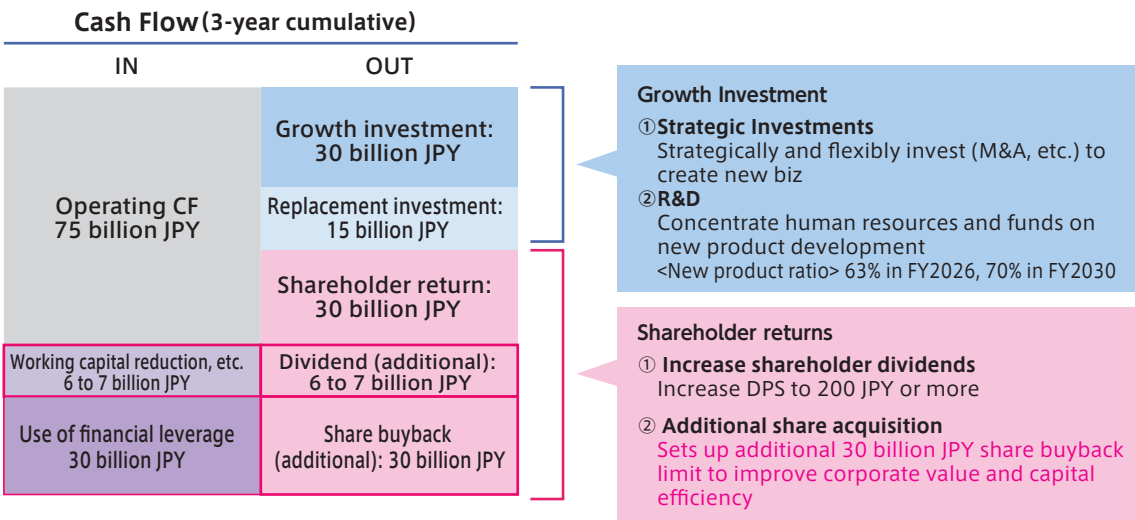 Cash Flow (3-year cumulative)
IN
OUT
Operating CF
75 billion JPY
Growth investment:
30 billion JPY
Replacement investment:
15 billion JPY
Shareholder return:
30 billion JPY
Working capital reduction, etc.
6 to 7 billion JPY
Dividend (additional):
6 to 7 billion JPY
Use of financial leverage
30 billion JPY
Share buyback
(additional): 30 billion JPY
Growth Investment
①Strategic Investments
Strategically and flexibly invest (M&A, etc.) to
create new biz
②R&D
Concentrate human resources and funds on
new product development
<New product ratio> 63% in FY2026, 70% in FY2030
Shareholder returns
① Increase shareholder dividends
Increase DPS to 200 JPY or more
② Additional share acquisition
Sets up additional 30 billion JPY share buyback
limit to improve corporate value and capital
efficiency